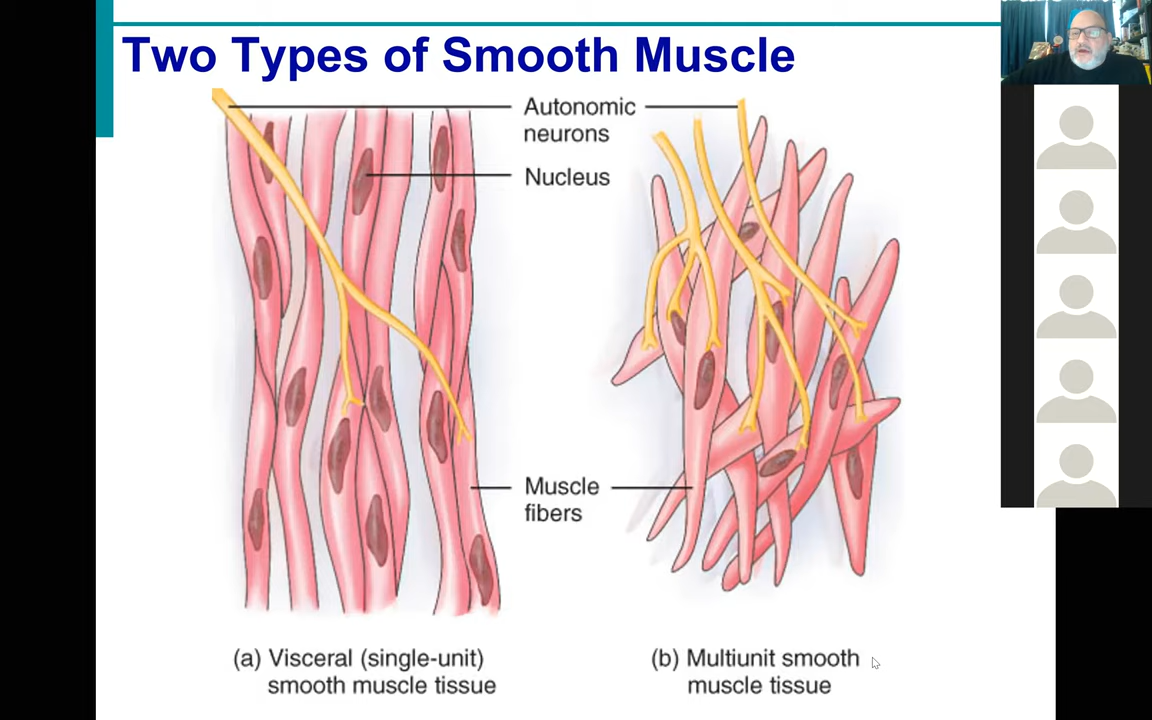 Two Types of Smooth Muscle
Autonomic
neurons
Nucleus
Muscle
fibers
(a) Visceral (single-unit)
smooth muscle tissue
(b) Multiunit smooth
muscle tissue